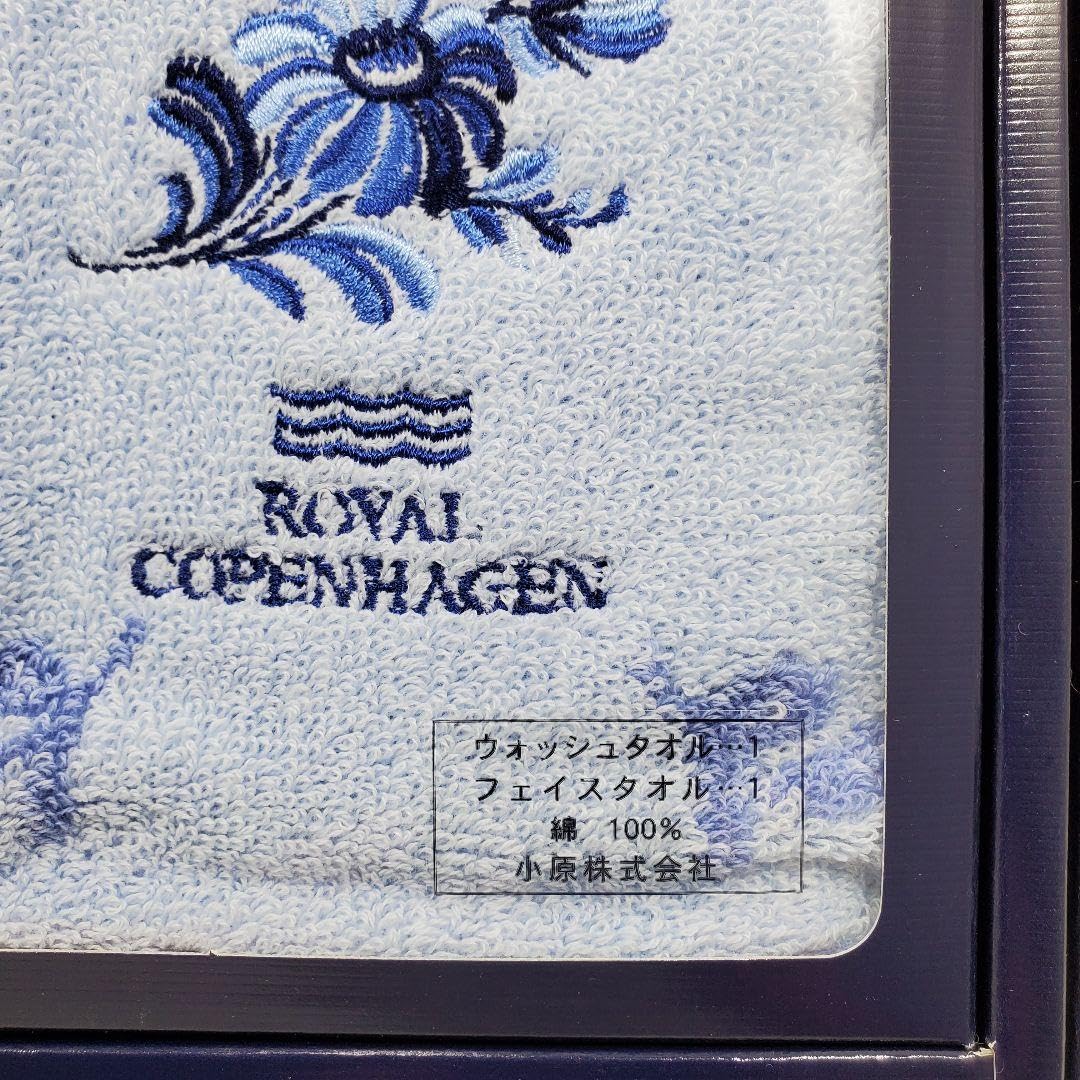 ROYAL
COPENHAGEN
ウォッシュタオル…1
フェイスタオル…1
綿 100%
小原株式会社